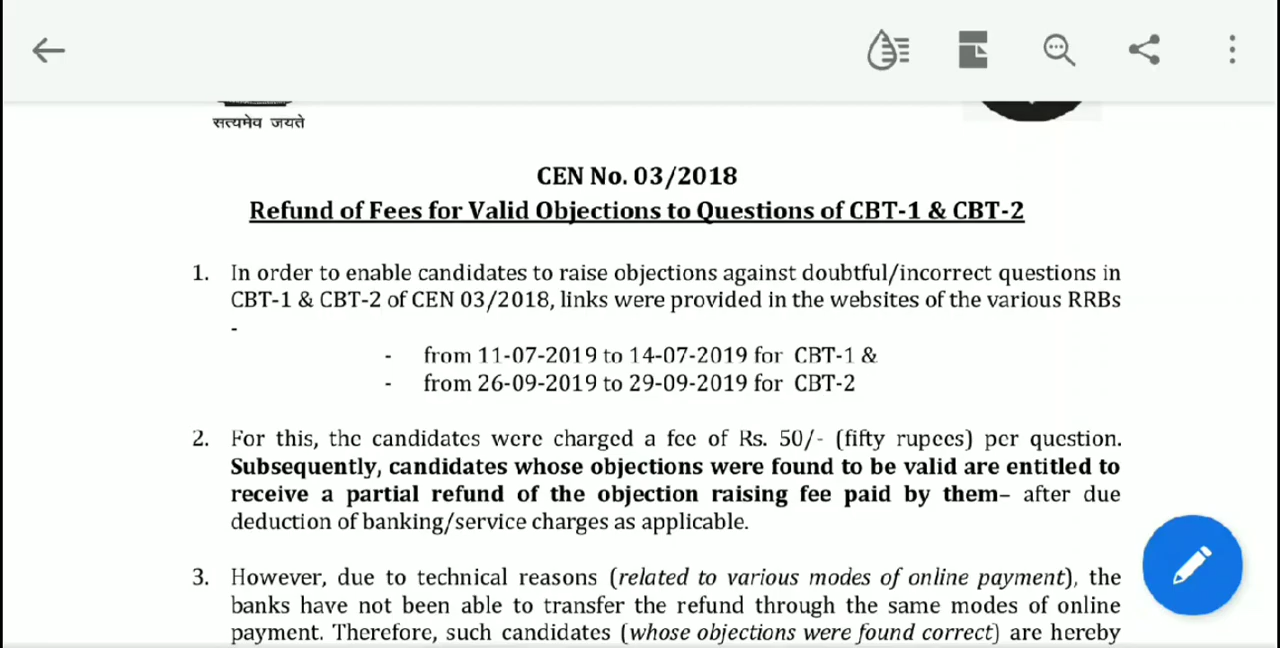 सत्यमेव जयते
CEN No. 03/2018
Refund of Fees for Valid Objections to Questions of CBT-1 & CBT-2
1. In order to enable candidates to raise objections against doubtful/incorrect questions in
CBT-1 & CBT-2 of CEN 03/2018, links were provided in the websites of the various RRBs
-
- from 11-07-2019 to 14-07-2019 for CBT-1 &
- from 26-09-2019 to 29-09-2019 for CBT-2
2. For this, the candidates were charged a fee of Rs. 50/- (fifty rupees) per question.
Subsequently, candidates whose objections were found to be valid are entitled to
receive a partial refund of the objection raising fee paid by them– after due
deduction of banking/service charges as applicable.
3. However, due to technical reasons (related to various modes of online payment), the
banks have not been able to transfer the refund through the same modes of online
payment. Therefore, such candidates (whose objections were found correct) are hereby